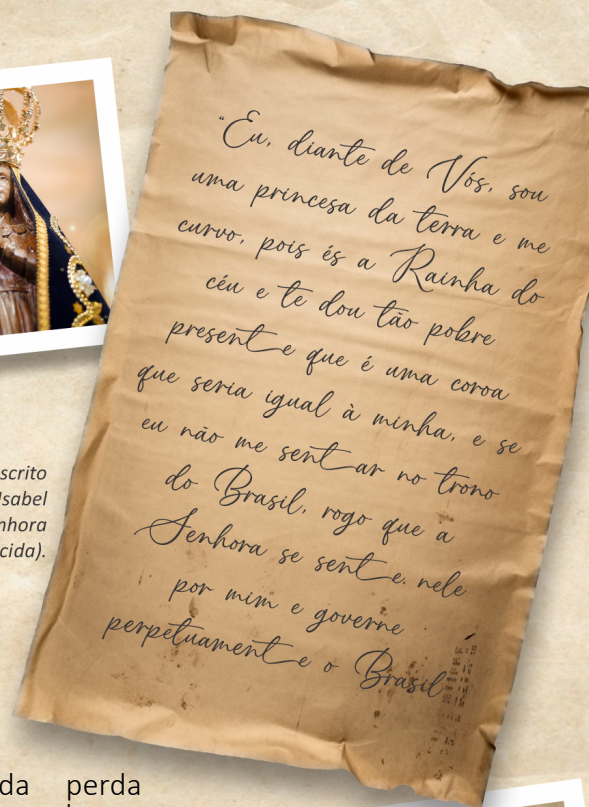 "Eu, diante de Vós, sou
uma princesa da terra e me
curvo, pois és a Rainha do
céu e te dou tão pobre
presente que é uma coroa
que seria igual à minha, e se
eu não me sentar no trono
do Brasil, rogo que a
Senhora se sente, nele
por mim e governe
perpetuamente o Brasil
scrito
Isabel
nhora
cida).
da perda